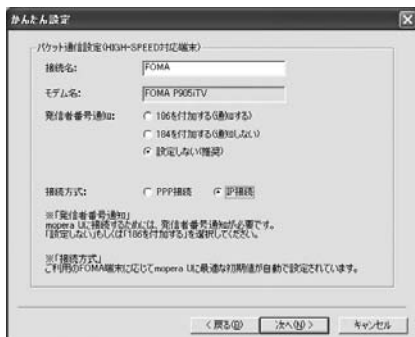 かんたん設定
パケット通信設定(HIGH-SPEED対応端末)
接続名: FOMA
モデム名: FOMA P905iTV
発信者番号通知: 186を付加する(通知する)
184を付加する(通知しない)
設定しない(推奨)
接続方式: PPP接続 IP接続
※「発信者番号通知」
mopera Uに接続するためには、発信者番号通知が必要です。
「設定しない」もしくは「186を付加する」を選択してください。
※「接続方式」
ご利用のFOMA端末に応じてmopera Uに最適な初期値が自動で設定されています。
< 戻る(B) 次へ(N) > キャンセル